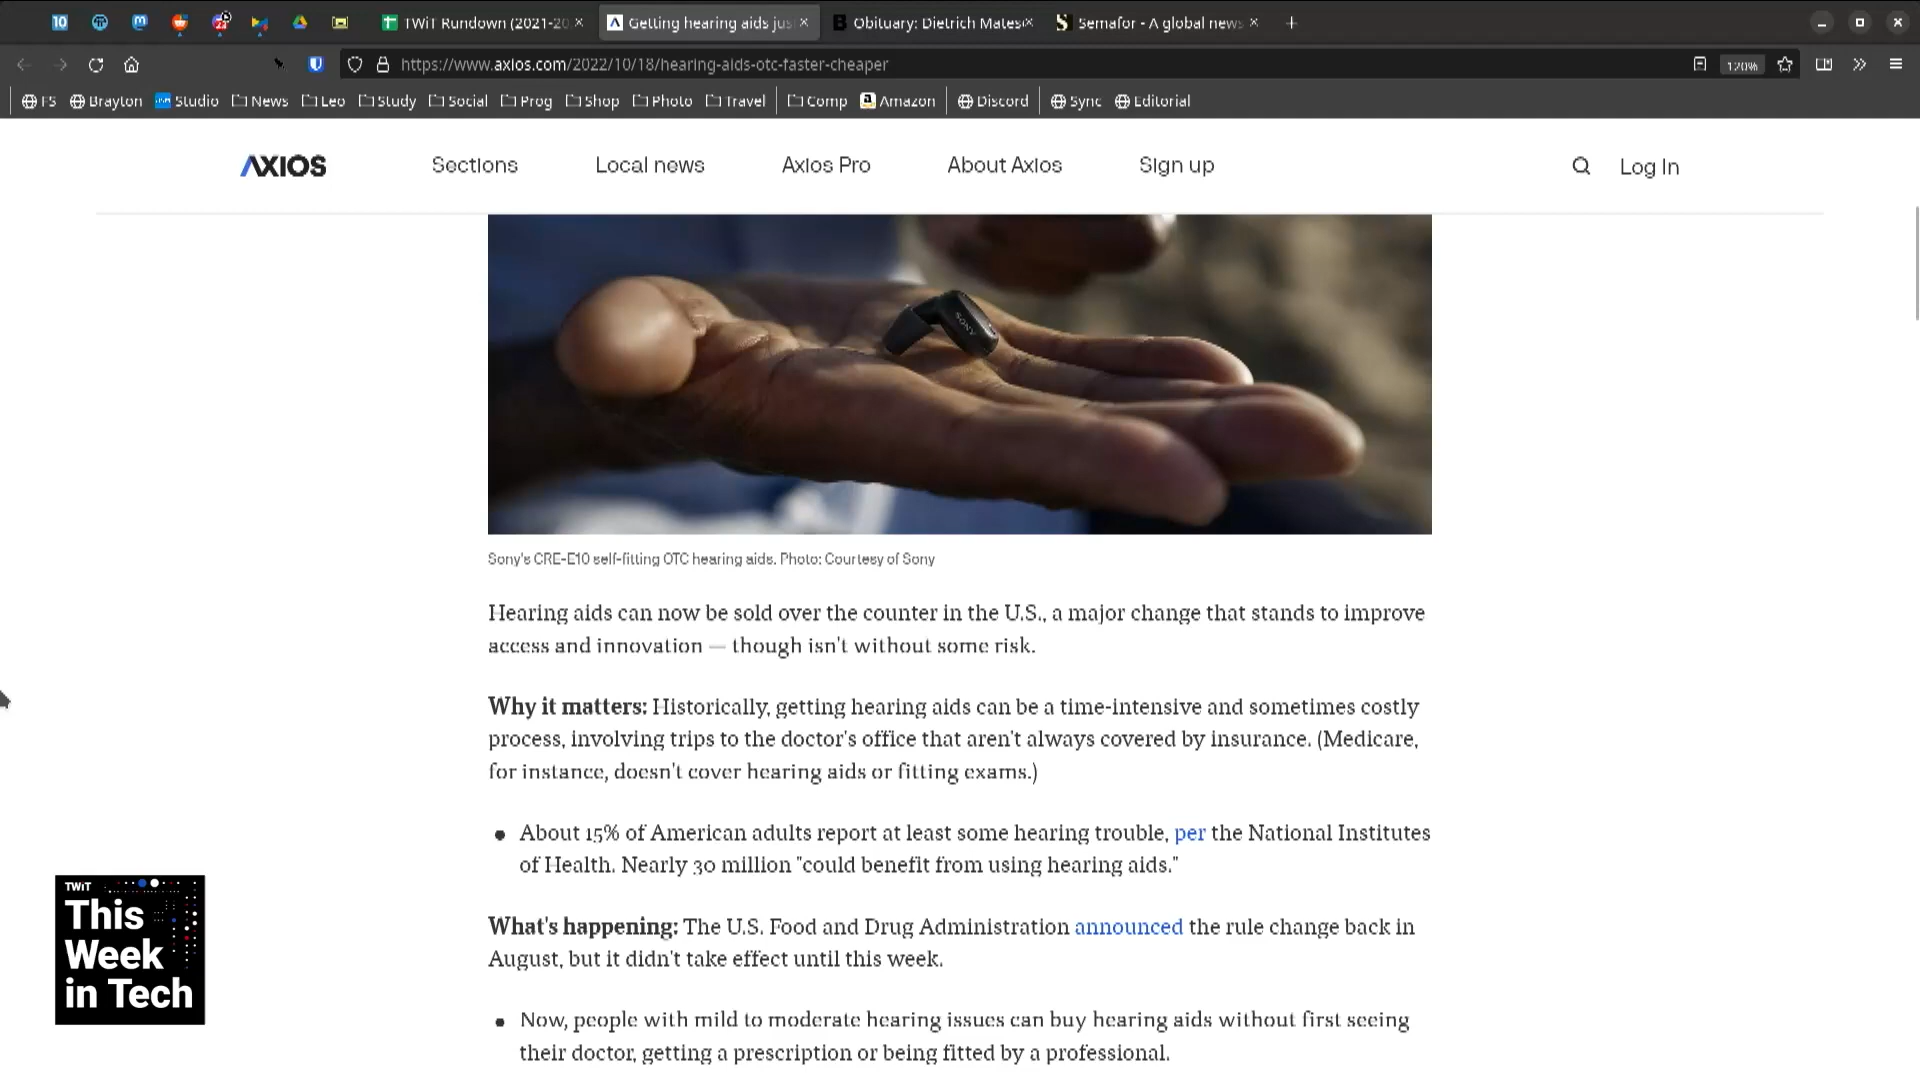 10
TWiT Rundown (2021-20
Getting hearing aids jus
Obituary: Dietrich Mates
Semafor - A global news
https://www.axios.com/2022/10/18/hearing-aids-otc-faster-cheaper
120%
FS
Brayton
Studio
News
Leo
Study
Social
Prog
Shop
Photo
Travel
Comp
Amazon
Discord
Sync
Editorial
AXIOS
Sections
Local news
Axios Pro
About Axios
Sign up
Log In
SONY
Sony's CRE-E10 self-fitting OTC hearing aids. Photo: Courtesy of Sony
Hearing aids can now be sold over the counter in the U.S., a major change that stands to improve
access and innovation — though isn't without some risk.
Why it matters: Historically, getting hearing aids can be a time-intensive and sometimes costly
process, involving trips to the doctor's office that aren't always covered by insurance. (Medicare,
for instance, doesn't cover hearing aids or fitting exams.)
• About 15% of American adults report at least some hearing trouble, per the National Institutes
of Health. Nearly 30 million "could benefit from using hearing aids."
What's happening: The U.S. Food and Drug Administration announced the rule change back in
August, but it didn't take effect until this week.
• Now, people with mild to moderate hearing issues can buy hearing aids without first seeing
their doctor, getting a prescription or being fitted by a professional.
TWiT
This
Week
in Tech